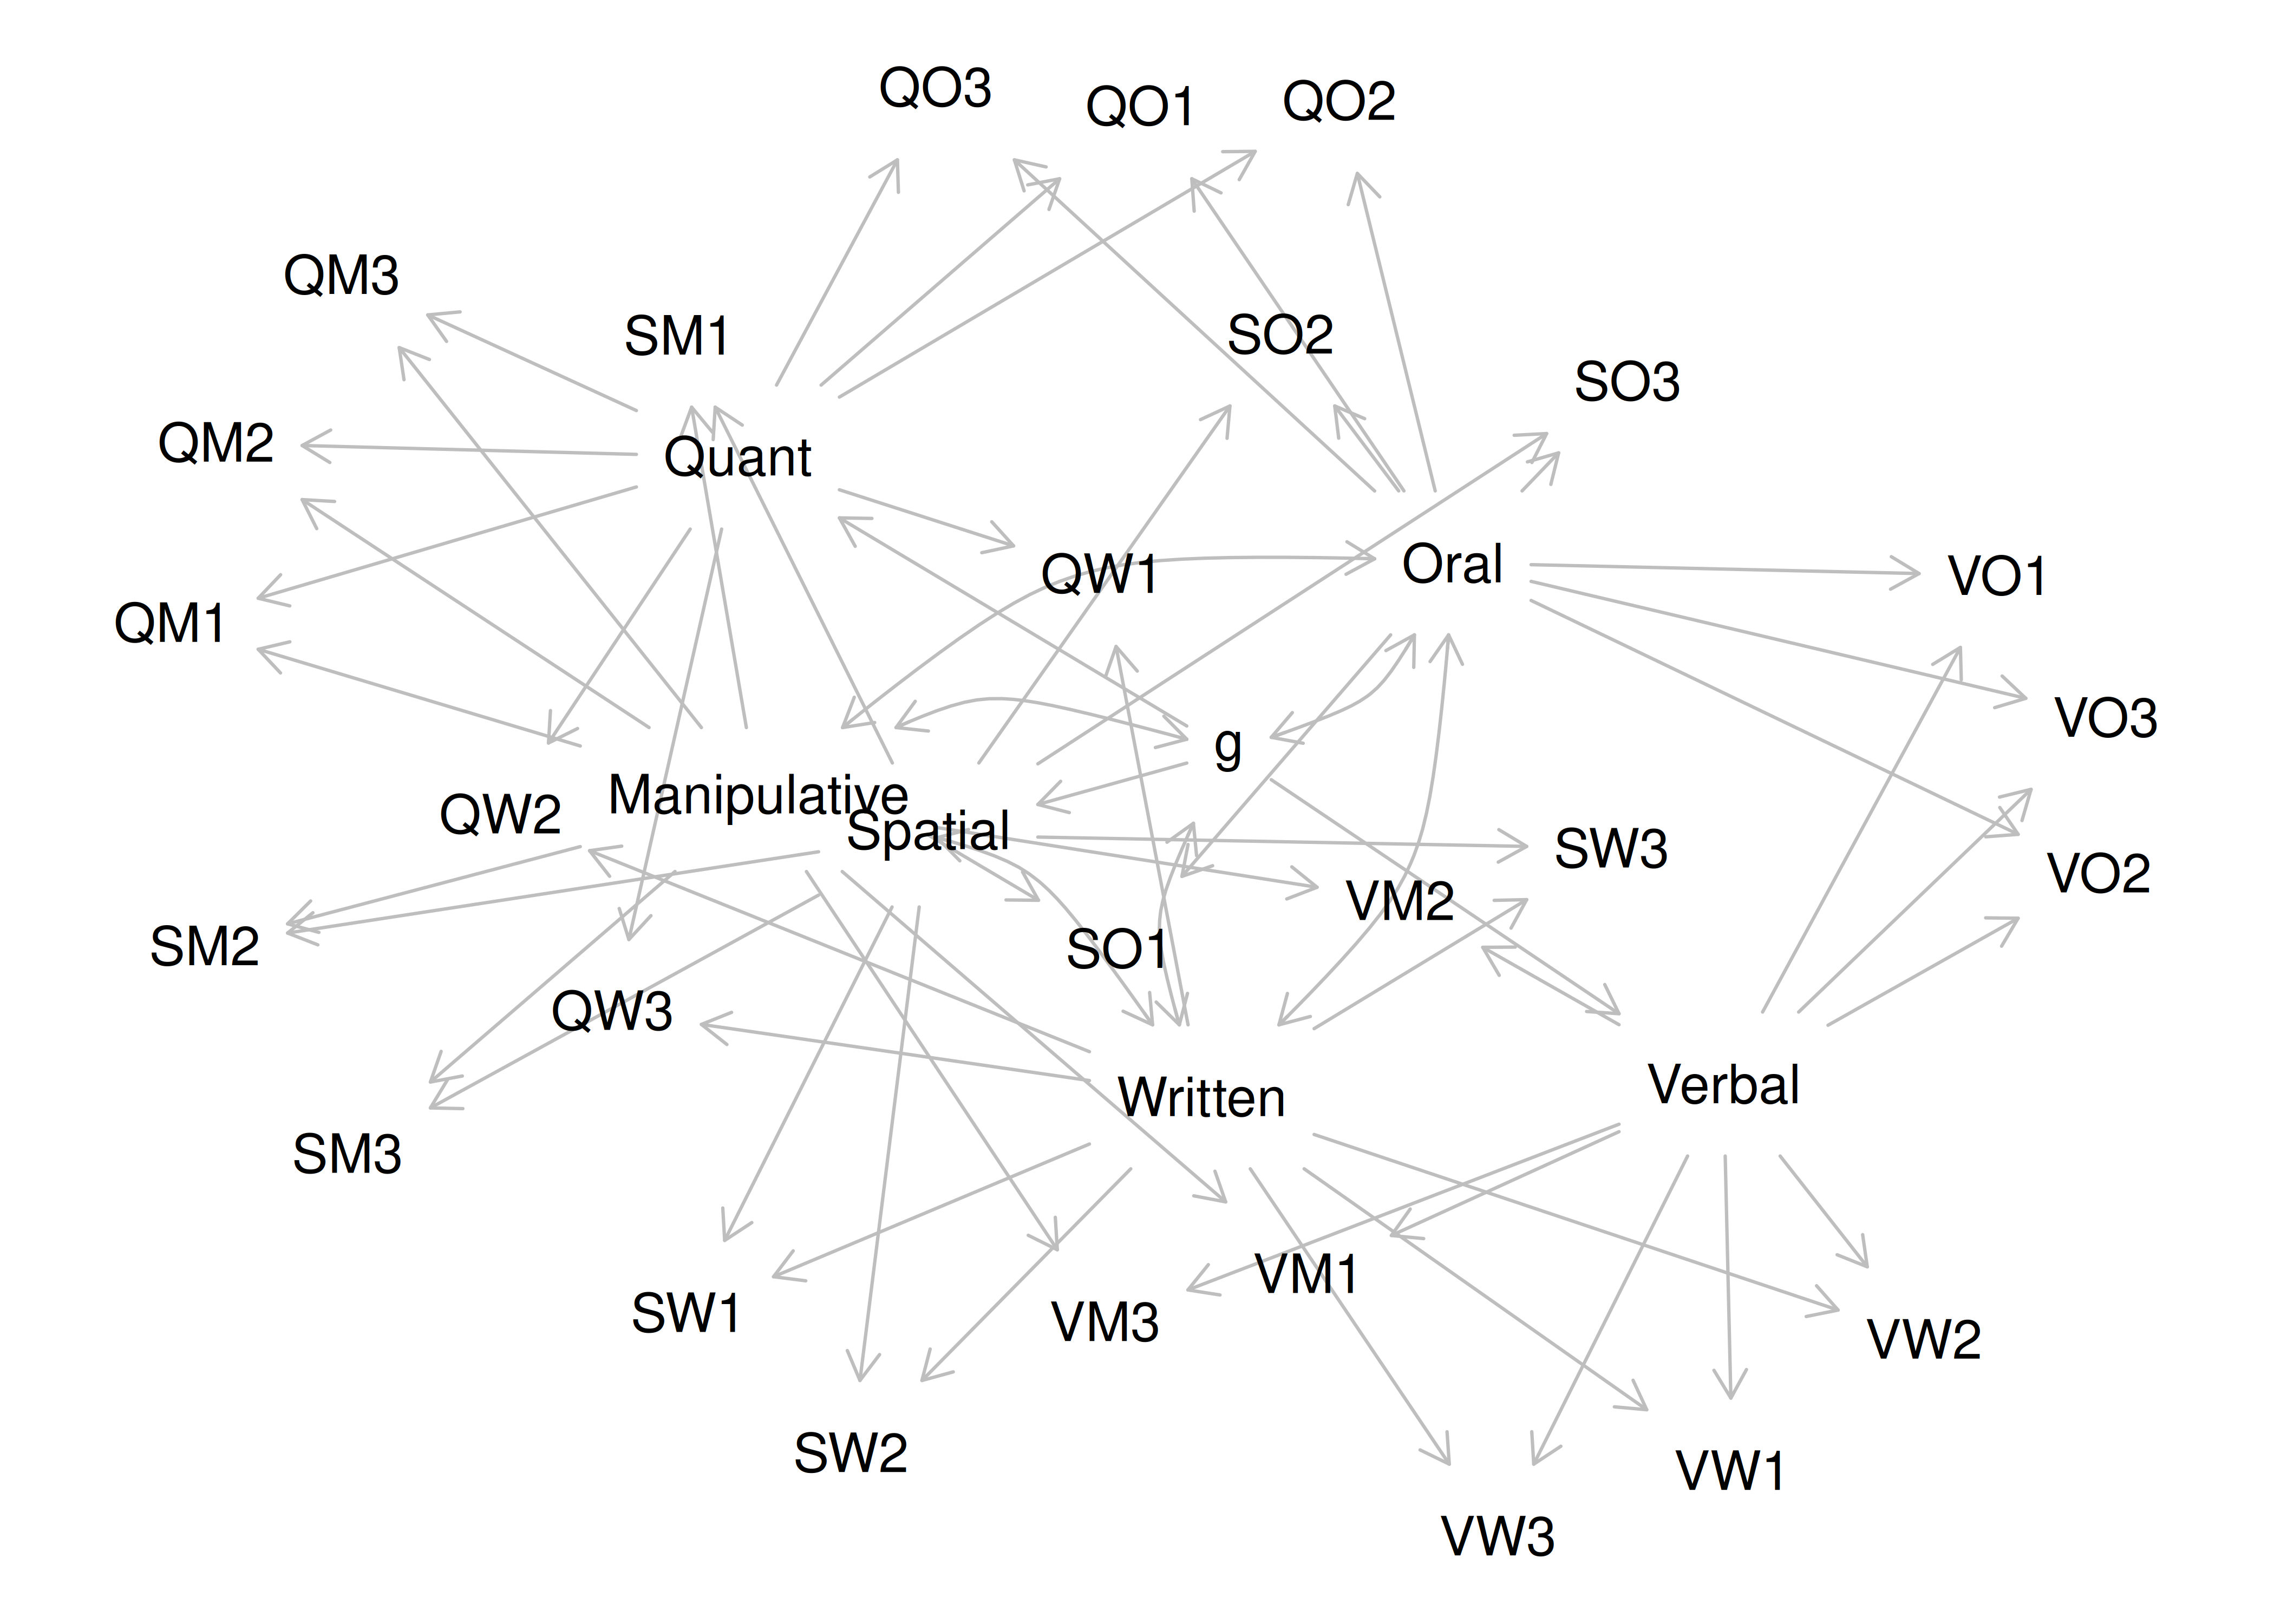 QO3
QO1
QO2
QM3
SM1
SO2
SO3
QM2
Quant
QW1
Oral
VO1
QM1
VO3
g
Manipulative
QW2
Spatial
SW3
VO2
VM2
SM2
SO1
QW3
Written
Verbal
SM3
VM1
SW1
VM3
VW2
SW2
VW1
VW3